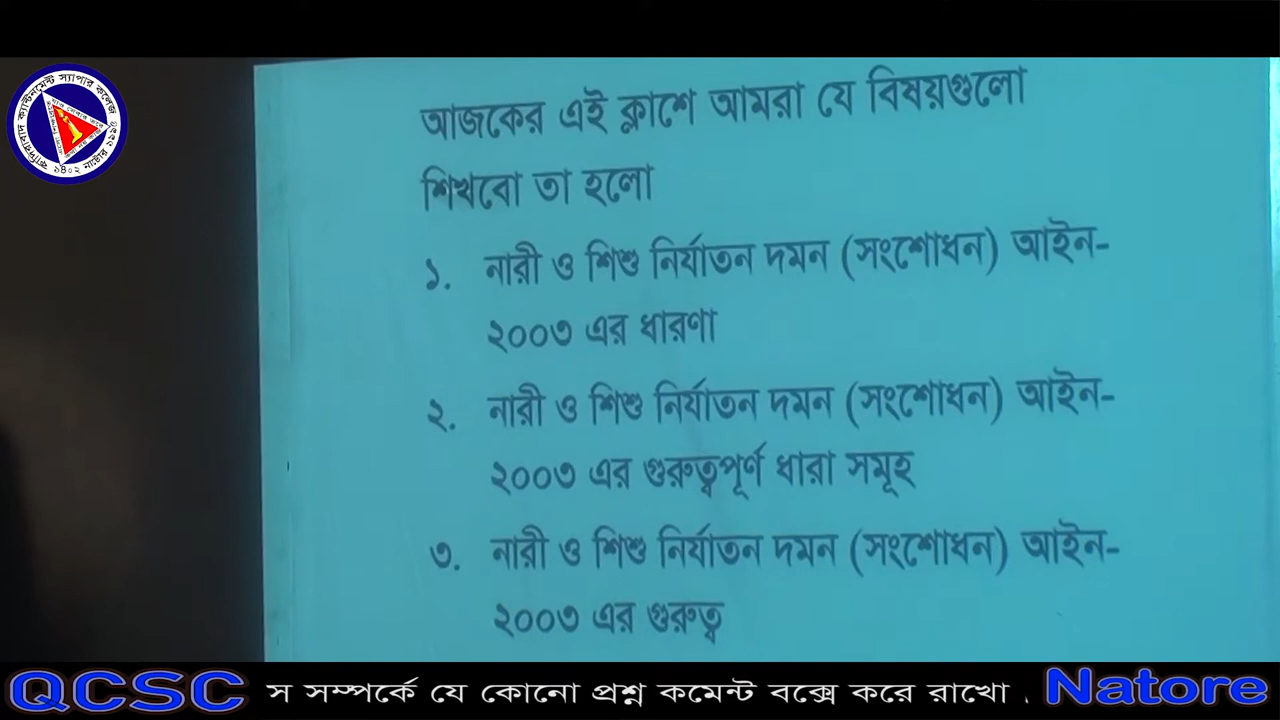 আজকের এই ক্লাশে আমরা যে বিষয়গুলো
শিখবো তা হলো
১. নারী ও শিশু নির্যাতন দমন (সংশোধন) আইন-
২০০৩ এর ধারণা
২. নারী ও শিশু নির্যাতন দমন (সংশোধন) আইন-
২০০৩ এর গুরুত্বপূর্ণ ধারা সমূহ
৩. নারী ও শিশু নির্যাতন দমন (সংশোধন) আইন-
২০০৩ এর গুরুত্ব
QCSC স সম্পর্কে যে কোনো প্রশ্ন কমেন্ট বক্সে করে রাখো . Natore